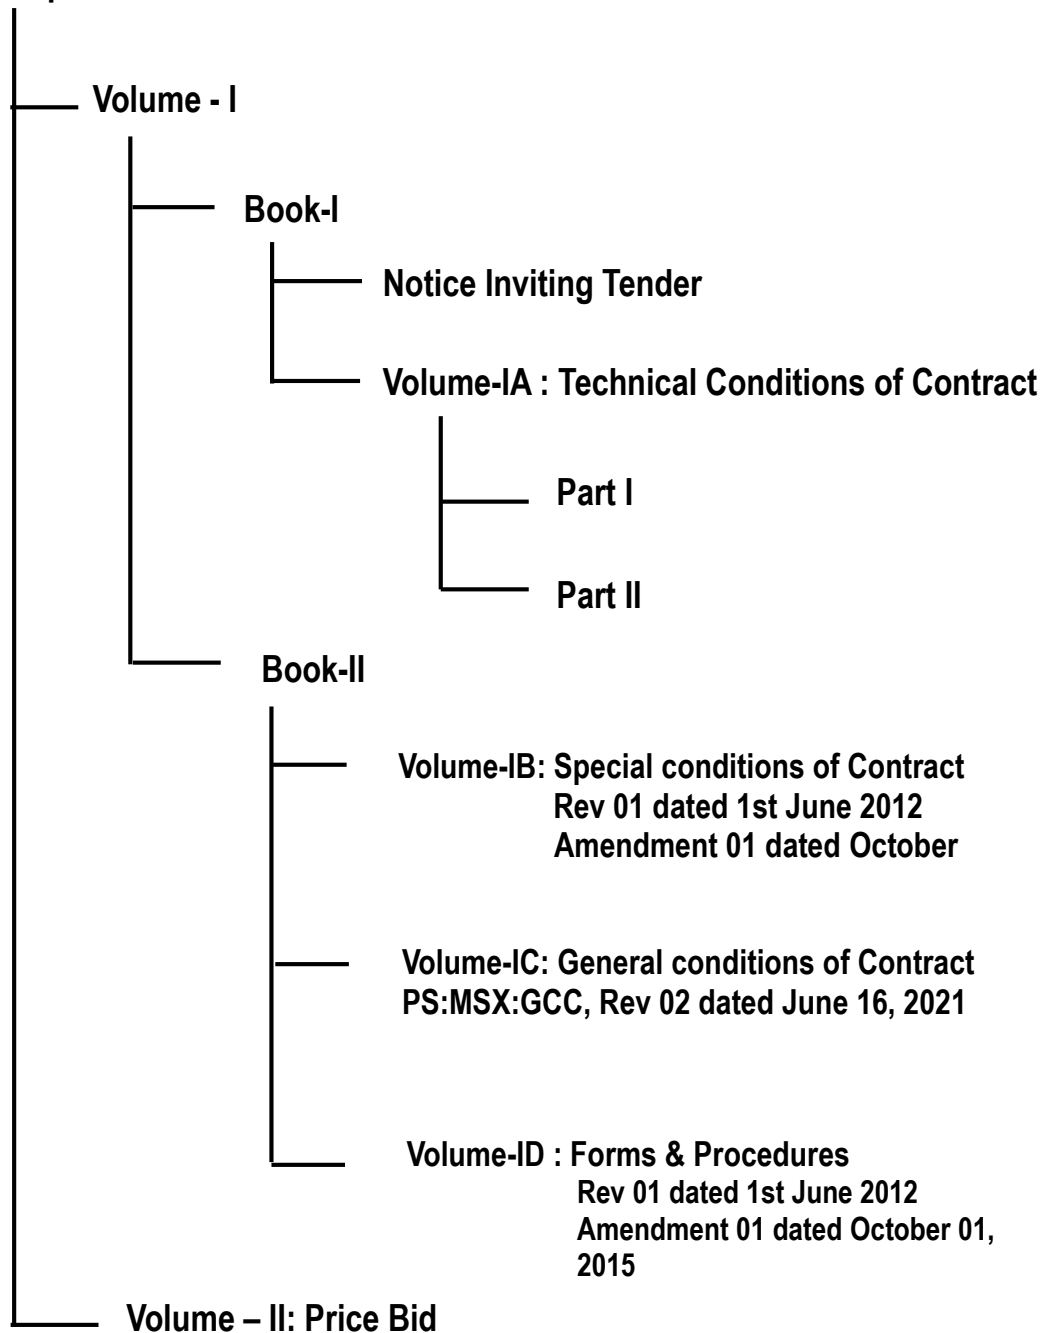 Volume - I
Book-I
Notice Inviting Tender
Volume-IA : Technical Conditions of Contract
Part I
Part II
Book-II
Volume-IB: Special conditions of Contract
Rev 01 dated 1st June 2012
Amendment 01 dated October
Volume-IC: General conditions of Contract
PS:MSX:GCC, Rev 02 dated June 16, 2021
Volume-ID : Forms & Procedures
Rev 01 dated 1st June 2012
Amendment 01 dated October 01,
2015
Volume – II: Price Bid